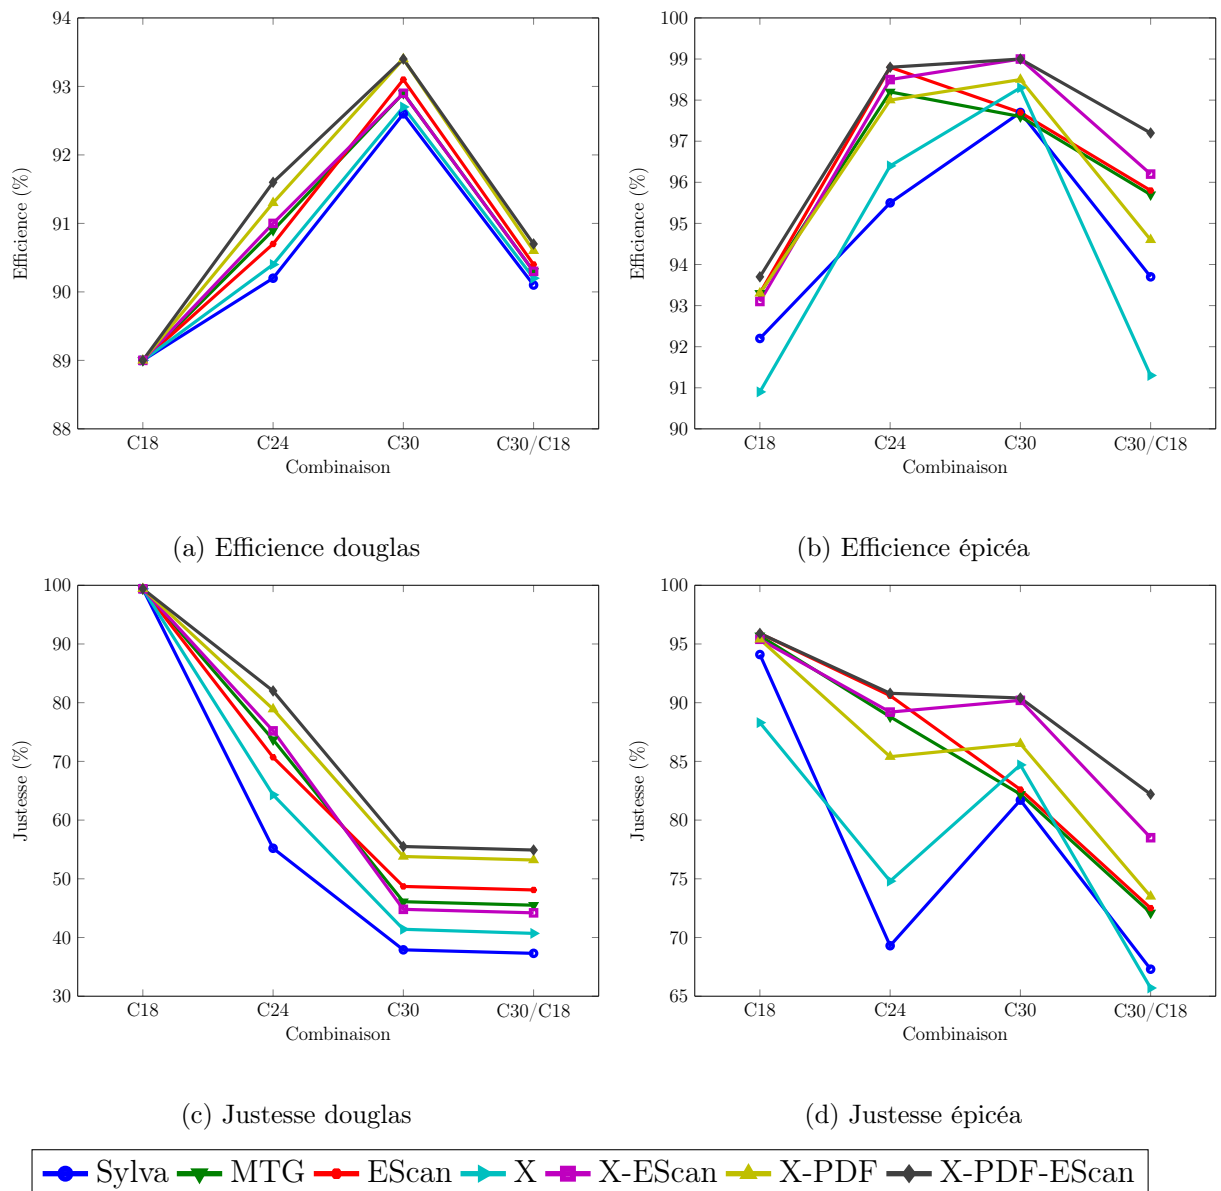 94
93
92
91
90
89
88
Efficience (%)
C18 C24 C30 C30/C18
Combinaison
(a) Efficience douglas
100
99
98
97
96
95
94
93
92
91
90
Efficience (%)
C18 C24 C30 C30/C18
Combinaison
(b) Efficience épicéa
100
90
80
70
60
50
40
30
Justesse (%)
C18 C24 C30 C30/C18
Combinaison
(c) Justesse douglas
100
95
90
85
80
75
70
65
Justesse (%)
C18 C24 C30 C30/C18
Combinaison
(d) Justesse épicéa
Sylva MTG EScan X X-EScan X-PDF X-PDF-EScan